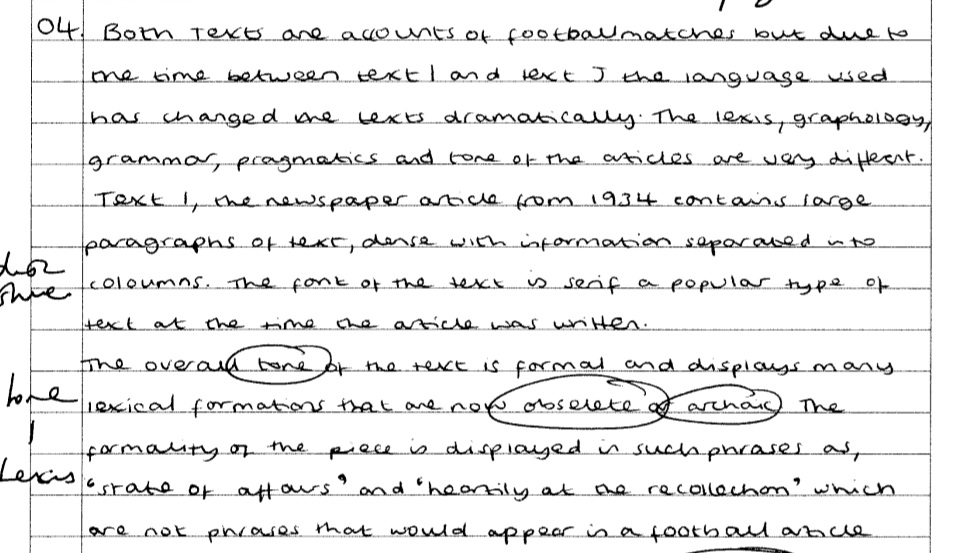 04. Both Texts are accounts of football matches but due to
the time between text 1 and text J the language used
has changed the texts dramatically. The lexis, graphology,
grammar, pragmatics and tone of the articles are very different.
Text 1, the newspaper article from 1934 contains large
paragraphs of text, dense with information separated into
coloumns. The font of the text is serif a popular type of
text at the time the article was written.
The overall tone of the text is formal and displays many
tone
lexical formations that are now obselete or archaic The
formality of the piece is displayed in such phrases as,
Lexis
'state of affairs' and 'heartily at the recollection' which
are not phrases that would appear in a football article